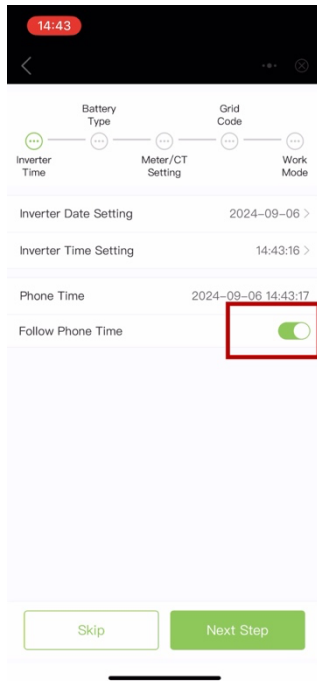 14:43
Battery
Type
Grid
Code
Inverter
Time
Meter/CT
Setting
Work
Mode
Inverter Date Setting 2024-09-06 >
Inverter Time Setting 14:43:16 >
Phone Time 2024-09-06 14:43:17
Follow Phone Time
Skip
Next Step